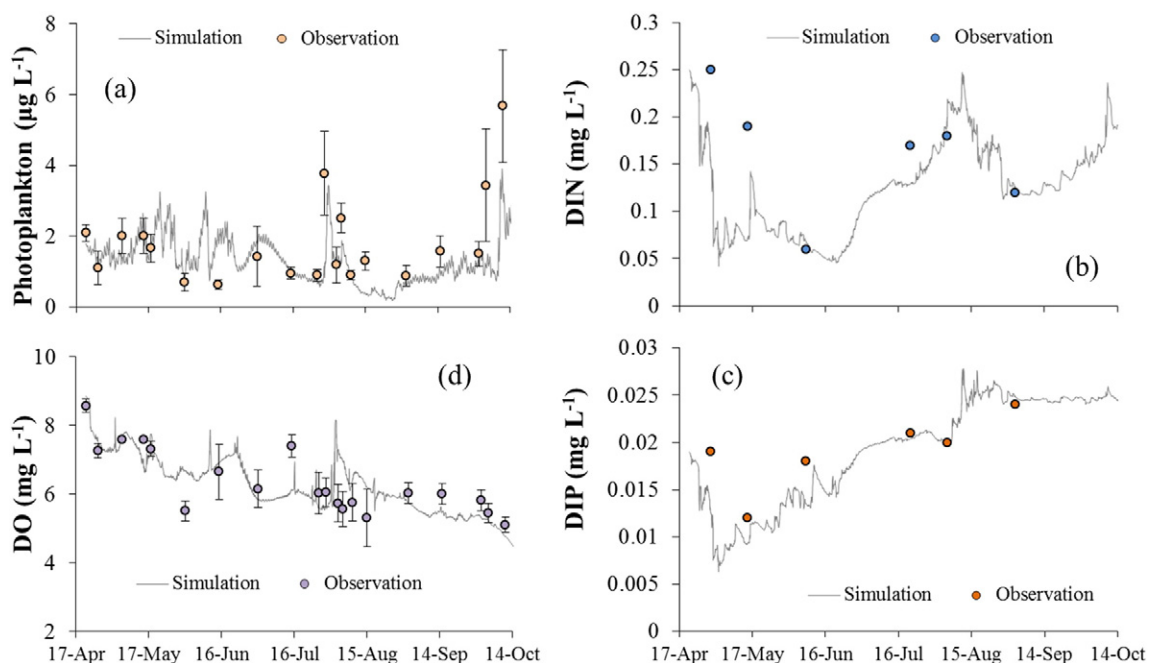 Simulation Observation
(a)
Photoplankton (µg L-1)
8
6
4
2
0
Simulation Observation
(b)
DIN (mg L-1)
0.3
0.25
0.2
0.15
0.1
0.05
0
(d)
DO (mg L-1)
10
8
6
4
2
Simulation Observation
17-Apr 17-May 16-Jun 16-Jul 15-Aug 14-Sep 14-Oct
(c)
DIP (mg L-1)
0.03
0.025
0.02
0.015
0.01
0.005
0
Simulation Observation
17-Apr 17-May 16-Jun 16-Jul 15-Aug 14-Sep 14-Oct